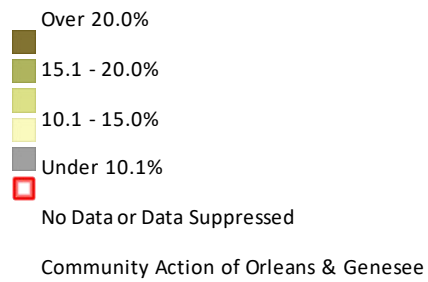 Over 20.0%
15.1 - 20.0%
10.1 - 15.0%
Under 10.1%
No Data or Data Suppressed
Community Action of Orleans & Genesee